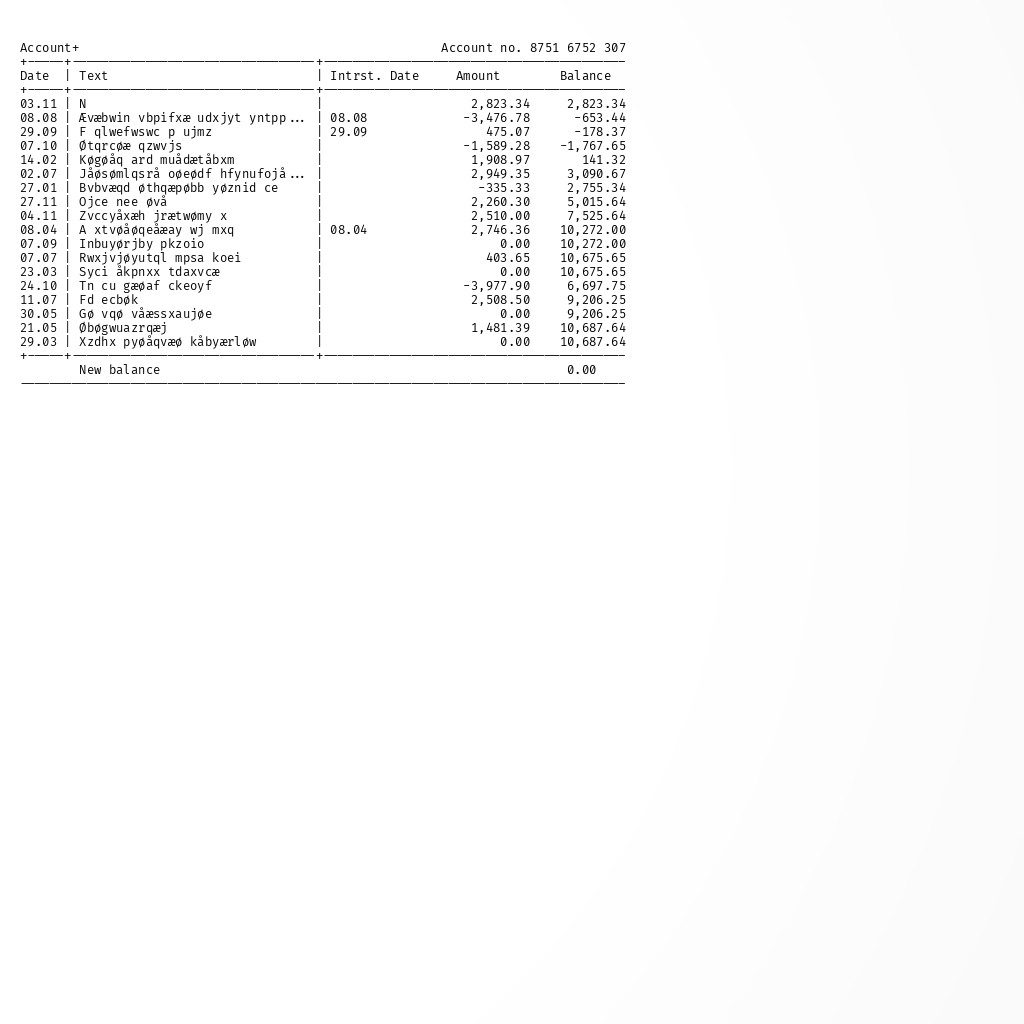 Account+ Account no. 8751 6752 307
Date | Text | Intrst. Date Amount Balance
03.11 | N | 2,823.34 2,823.34
08.08 | Ævæbwin vbpifxæ udxjyt yntpp... | 08.08 -3,476.78 -653.44
29.09 | F qlwefwswc p ujmz | 29.09 475.07 -178.37
07.10 | Øtqrcøæ qzwvjs | -1,589.28 -1,767.65
14.02 | Køgøåq ard muådætåbxm | 1,908.97 141.32
02.07 | Jåøsømlqsrå oøeødf hfynufojå... | 2,949.35 3,090.67
27.01 | Bvbvæqd øthqæpøbb yøznid ce | -335.33 2,755.34
27.11 | Ojce nee øvå | 2,260.30 5,015.64
04.11 | Zvccyåxæh jrætwømy x | 2,510.00 7,525.64
08.04 | A xtvøåøqeåæay wj mxq | 08.04 2,746.36 10,272.00
07.09 | Inbuyørjby pkzoio | 0.00 10,272.00
07.07 | Rwxjvjøyutql mpsa koei | 403.65 10,675.65
23.03 | Syci åkpnxx tdaxvcæ | 0.00 10,675.65
24.10 | Tn cu gæøaf ckeoyf | -3,977.90 6,697.75
11.07 | Fd ecbøk | 2,508.50 9,206.25
30.05 | Gø vqø våæssxaujøe | 0.00 9,206.25
21.05 | Øbøgwuazrqæj | 1,481.39 10,687.64
29.03 | Xzdhx pyøåqvæø kåbyærløw | 0.00 10,687.64
New balance 0.00